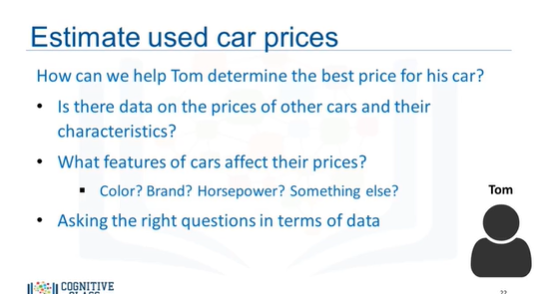 Estimate used car prices
How can we help Tom determine the best price for his car?
• Is there data on the prices of other cars and their
characteristics?
• What features of cars affect their prices?
▪ Color? Brand? Horsepower? Something else?
Tom
• Asking the right questions in terms of data
COGNITIVE